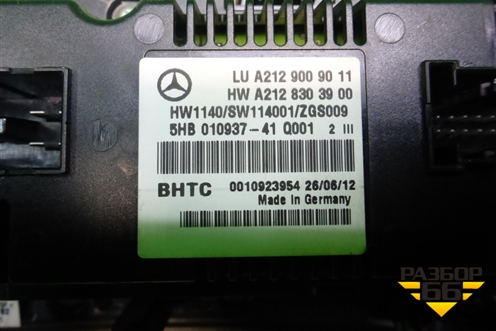 LU A212 900 90 11
HW A212 830 39 00
HW1140/SW114001/ZGS009
5HB 010937-41 Q001 2 III
BHTC 0010923954 26/06/12
Made in Germany
РАЗБОР
66